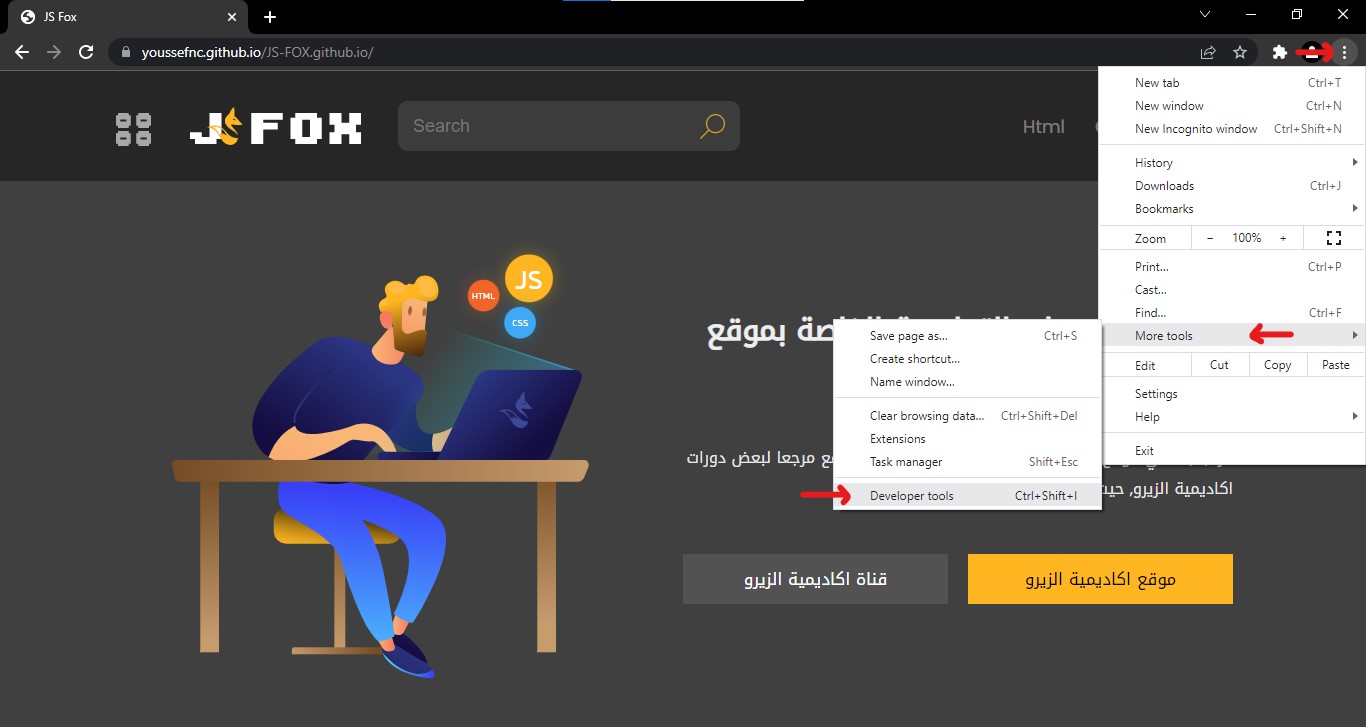 JS Fox
youssefnc.github.io/JS-FOX.github.io/
JS FOX
Search
Html
New tab Ctrl+T
New window Ctrl+N
New Incognito window Ctrl+Shift+N
History
Downloads Ctrl+J
Bookmarks
Zoom - 100% +
Print... Ctrl+P
Cast...
Find... Ctrl+F
More tools
Edit Cut Copy Paste
Settings
Help
Exit
Save page as... Ctrl+S
Create shortcut...
Name window...
Clear browsing data... Ctrl+Shift+Del
Extensions
Task manager Shift+Esc
Developer tools Ctrl+Shift+I
JS
HTML
CSS
بموقع
مرجعا لبعض دورات
اكاديمية الزيرو, حيث
موقع اكاديمية الزيرو
قناة اكاديمية الزيرو